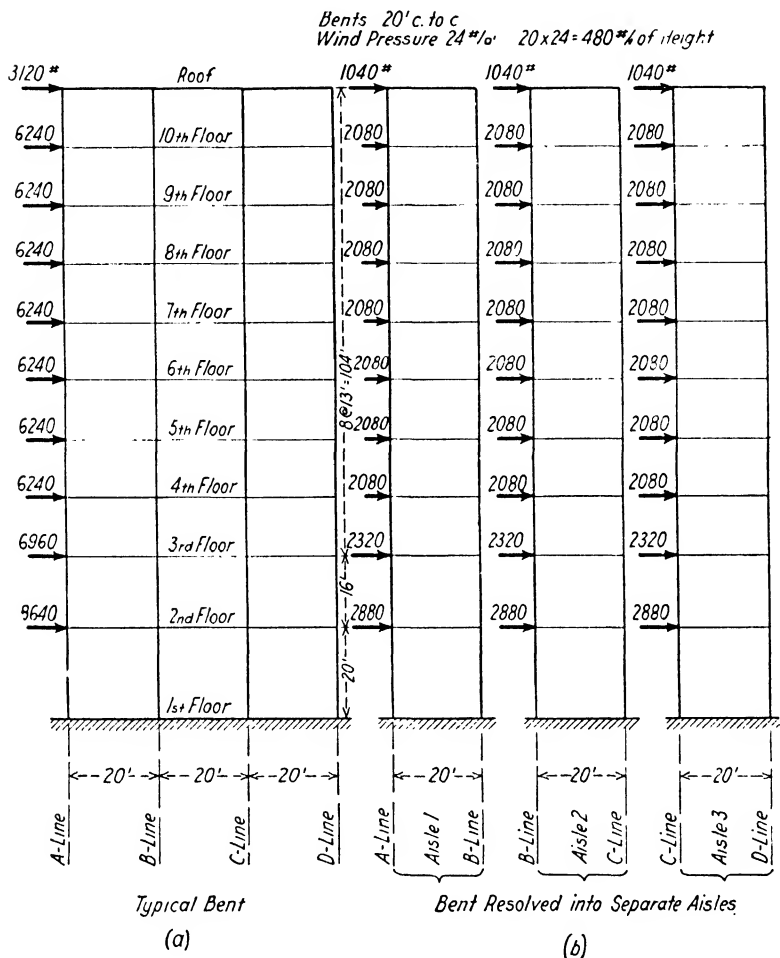 Bents 20' c. to c
Wind Pressure 24 #/□' 20 x 24 = 480 #/' of Height
3120 # Roof 1040 # 1040 # 1040 #
6240 10th Floor 2080 2080 2080
6240 9th Floor 2080 2080 2080
6240 8th Floor 2080 2080 2080
6240 7th Floor 2080 2080 2080
6240 6th Floor 2080 2080 2080
6240 5th Floor 2080 2080 2080
6240 4th Floor 2080 2080 2080
8@13'=104'
6960 3rd Floor 2320 2320 2320
16'
8640 2nd Floor 2880 2880 2880
20'
1st Floor
20' 20' 20' 20' 20' 20'
A-Line
B-Line
C-Line
D-Line
A-Line
Aisle 1
B-Line
B-Line
Aisle 2
C-Line
C-Line
Aisle 3
D-Line
Typical Bent
(a)
Bent Resolved into Separate Aisles
(b)